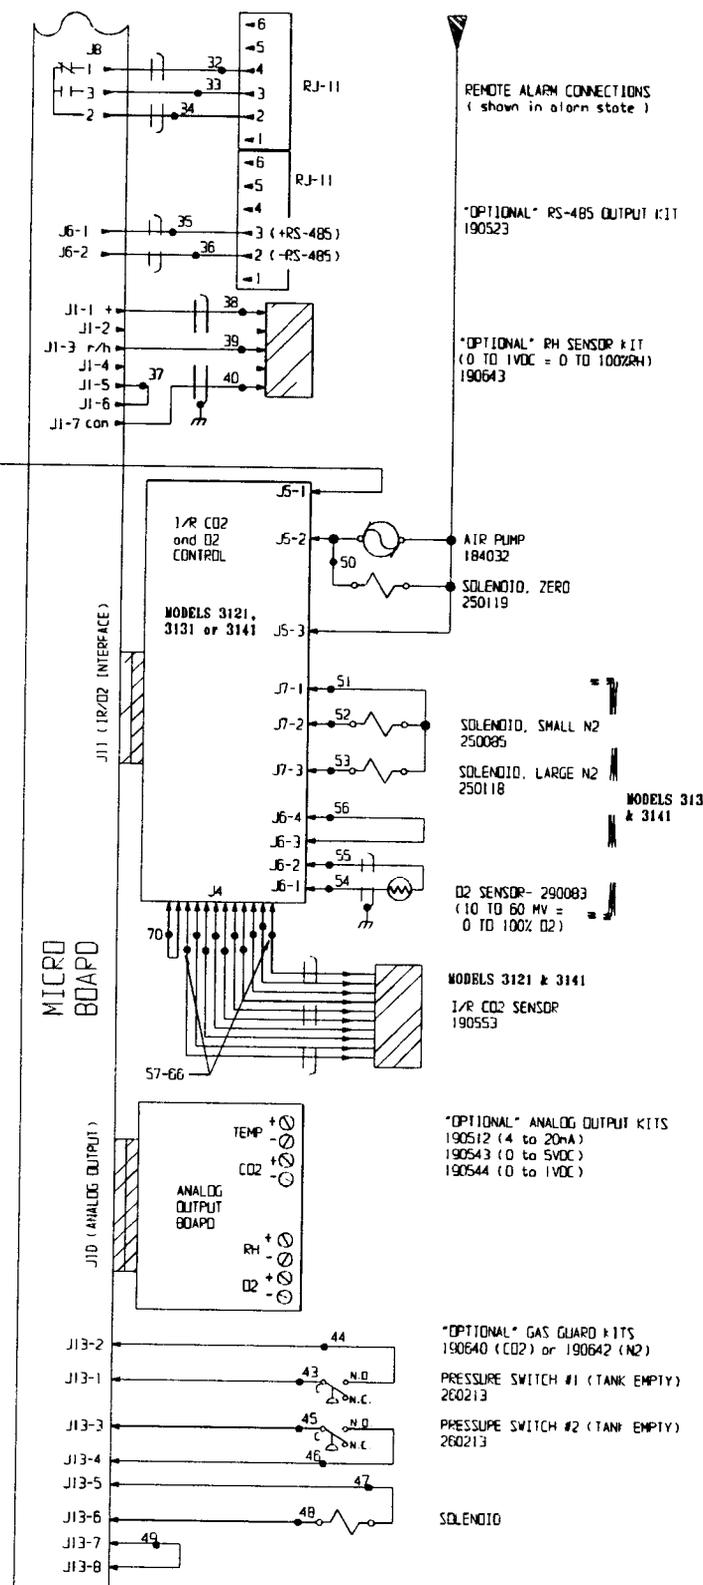 J8
1
3
2
32
33
34
6
5
4
3
2
1
RJ-11
REMOTE ALARM CONNECTIONS
( shown in alarm state )
6
5
4
3 (+RS-485)
2 (-RS-485)
1
RJ-11
J6-1
J6-2
35
36
"OPTIONAL" RS-485 OUTPUT KIT
190523
J1-1 +
J1-2
J1-3 r/h
J1-4
J1-5
J1-6
J1-7 com
37
38
39
40
"OPTIONAL" RH SENSOR KIT
(0 TO 1VDC = 0 TO 100%RH)
190643
I/R CO2
and O2
CONTROL
MODELS 3121,
3131 or 3141
J5-1
J5-2
J5-3
50
AIR PUMP
184032
SOLENOID, ZERO
250119
J11 (IR/O2 INTERFACE)
J7-1
J7-2
J7-3
51
52
53
SOLENOID, SMALL N2
250085
SOLENOID, LARGE N2
250118
MODELS 313
& 3141
J6-4
J6-3
J6-2
J6-1
56
55
54
O2 SENSOR- 290083
(10 TO 60 MV =
0 TO 100% O2)
J4
70
MICRO
BOARD
57-66
MODELS 3121 & 3141
I/R CO2 SENSOR
190553
J10 (ANALOG OUTPUT)
TEMP + -
CO2 + -
ANALOG
OUTPUT
BOARD
RH + -
O2 + -
"OPTIONAL" ANALOG OUTPUT KITS
190512 (4 to 20mA)
190543 (0 to 5VDC)
190544 (0 to 1VDC)
J13-2
J13-1
J13-3
J13-4
J13-5
J13-6
J13-7
J13-8
44
43
N.O
C
N.C.
45
N.O
C
N.C.
46
47
48
49
"OPTIONAL" GAS GUARD KITS
190640 (CO2) or 190642 (N2)
PRESSURE SWITCH #1 (TANK EMPTY)
260213
PRESSURE SWITCH #2 (TANK EMPTY)
260213
SOLENOID